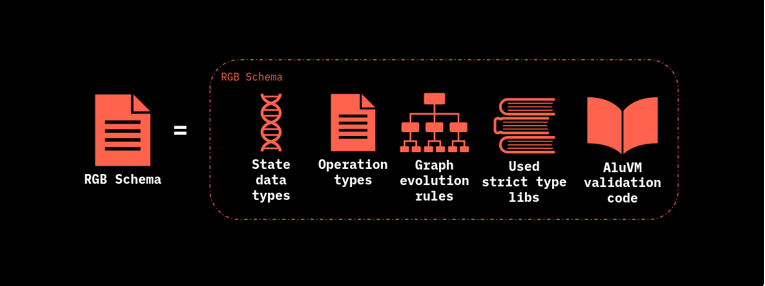 RGB Schema
=
RGB Schema
State
data
types
Operation
types
Graph
evolution
rules
Used
strict type
libs
AluVM
validation
code